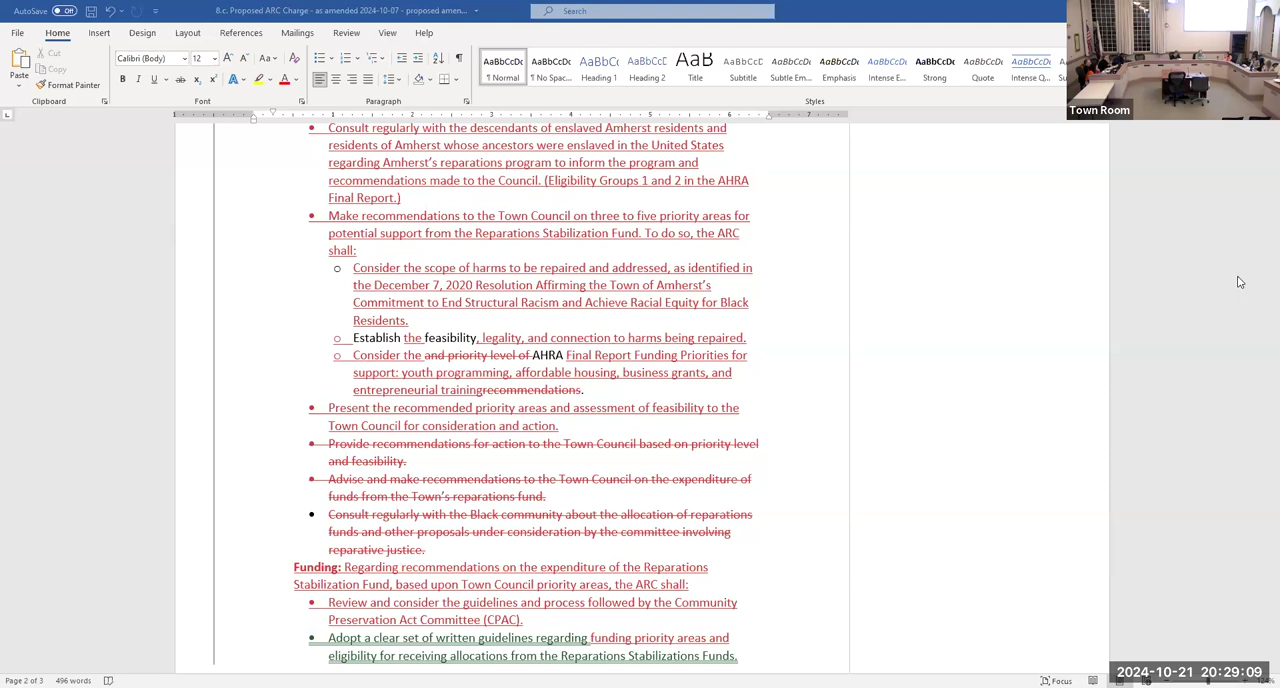 AutoSave Off
8.c. Proposed ARC Charge - as amended 2024-10-07 - proposed amen...
Search
File Home Insert Design Layout References Mailings Review View Help
Paste
Cut
Copy
Format Painter
Clipboard
Calibri (Body) 12
Font
Paragraph
AaBbCcDc AaBbCcDc AaBbCc AaBbCcC AaB AaBbCcC AaBbCcDc AaBbCcDc AaBbCcDc AaBbCcDc AaBbCcDc AaBbCcDc
¶ Normal ¶ No Spac... Heading 1 Heading 2 Title Subtitle Subtle Em... Emphasis Intense E... Strong Quote Intense Q...
Styles
Town Room
Consult regularly with the descendants of enslaved Amherst residents and
residents of Amherst whose ancestors were enslaved in the United States
regarding Amherst's reparations program to inform the program and
recommendations made to the Council. (Eligibility Groups 1 and 2 in the AHRA
Final Report.)
Make recommendations to the Town Council on three to five priority areas for
potential support from the Reparations Stabilization Fund. To do so, the ARC
shall:
Consider the scope of harms to be repaired and addressed, as identified in
the December 7, 2020 Resolution Affirming the Town of Amherst's
Commitment to End Structural Racism and Achieve Racial Equity for Black
Residents.
Establish the feasibility, legality, and connection to harms being repaired.
Consider the and priority level of AHRA Final Report Funding Priorities for
support: youth programming, affordable housing, business grants, and
entrepreneurial trainingrecommendations.
Present the recommended priority areas and assessment of feasibility to the
Town Council for consideration and action.
Provide recommendations for action to the Town Council based on priority level
and feasibility.
Advise and make recommendations to the Town Council on the expenditure of
funds from the Town's reparations fund.
Consult regularly with the Black community about the allocation of reparations
funds and other proposals under consideration by the committee involving
reparative justice.
Funding: Regarding recommendations on the expenditure of the Reparations
Stabilization Fund, based upon Town Council priority areas, the ARC shall:
Review and consider the guidelines and process followed by the Community
Preservation Act Committee (CPAC).
Adopt a clear set of written guidelines regarding funding priority areas and
eligibility for receiving allocations from the Reparations Stabilizations Funds.
Page 2 of 3 496 words
Focus
2024-10-21 20:29:09